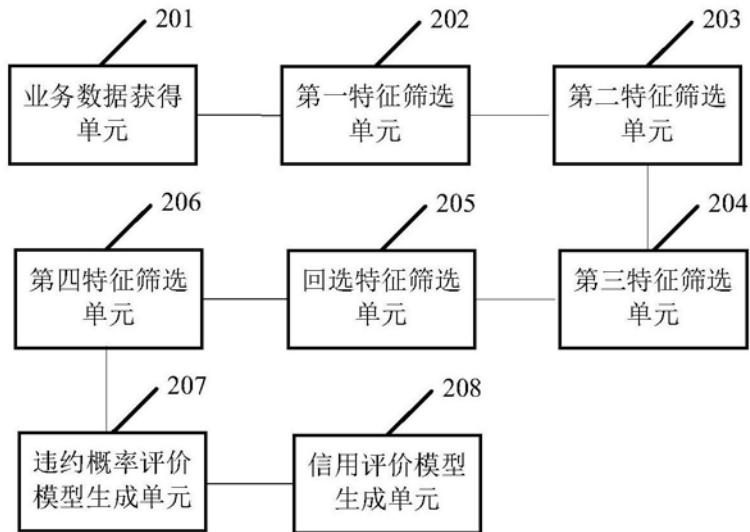 201
202
203
业务数据获得
单元
第一特征筛选
单元
第二特征筛选
单元
206
205
204
第四特征筛选
单元
回选特征筛选
单元
第三特征筛选
单元
207
208
违约概率评价
模型生成单元
信用评价模型
生成单元